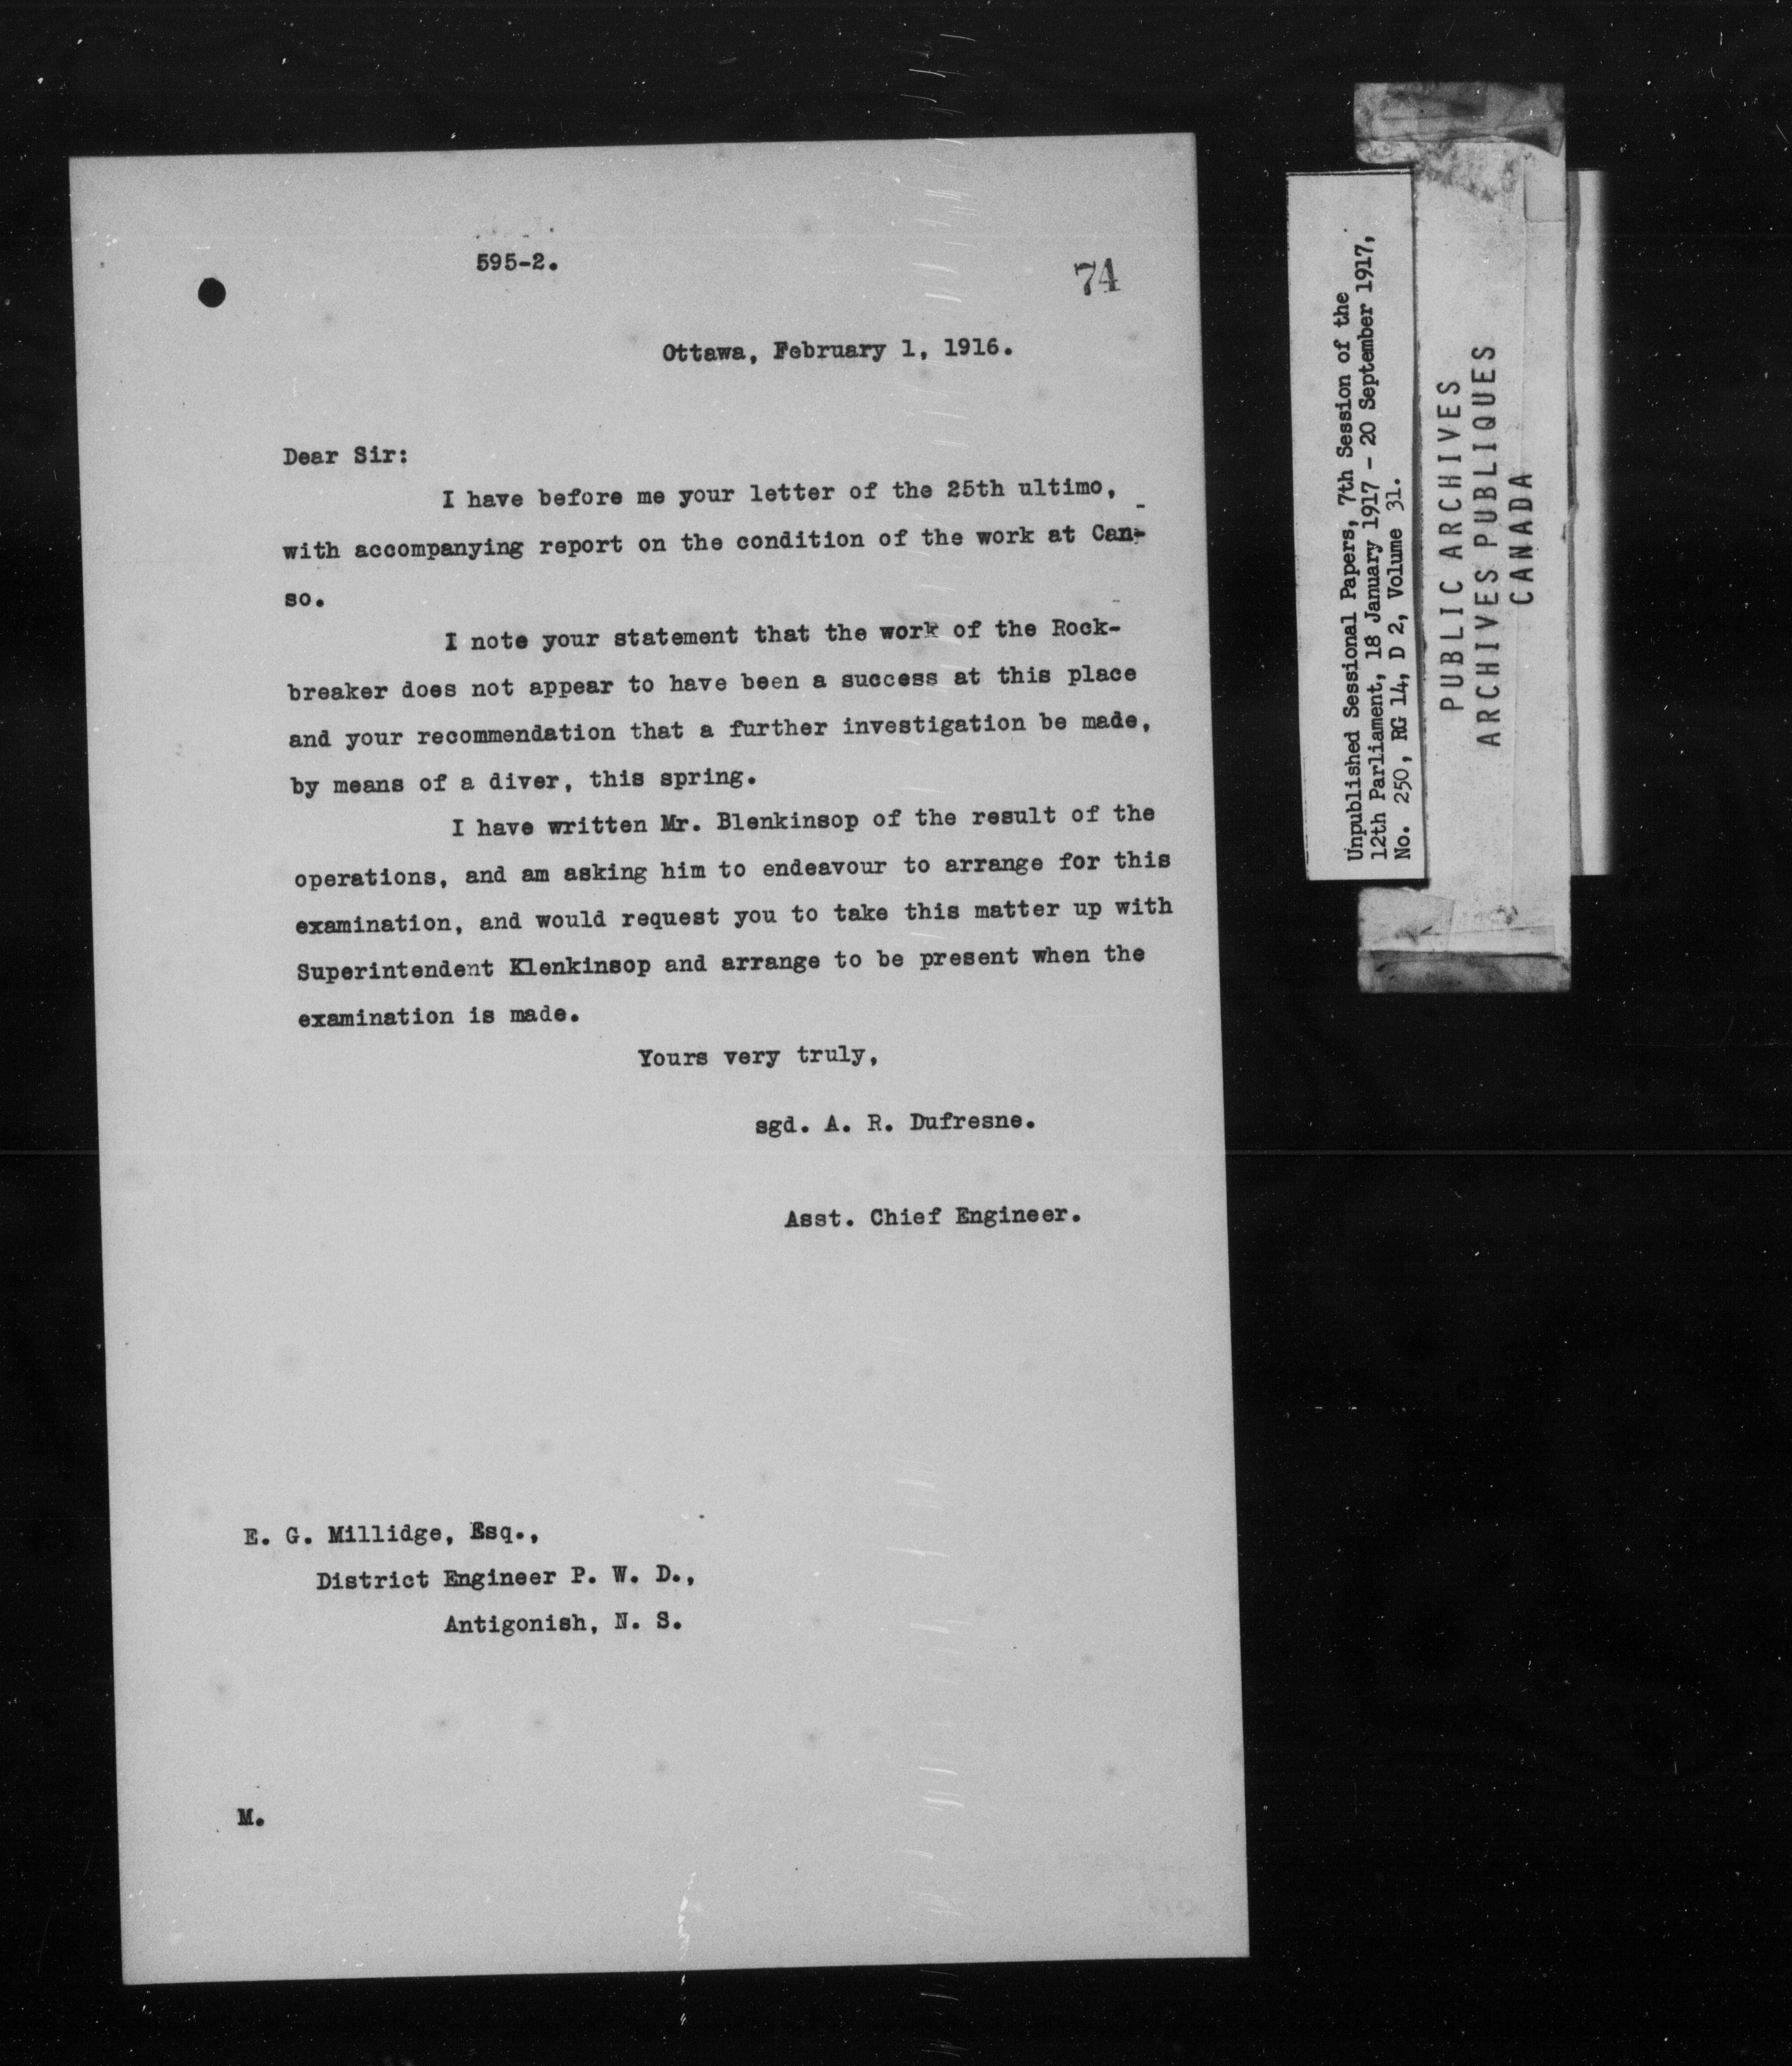 595-2.
74
Ottawa, February 1, 1916.
Dear Sir:
I have before me your letter of the 25th ultimo,
with accompanying report on the condition of the work at Can-
so.
I note your statement that the work of the Rock-
breaker does not appear to have been a success at this place
and your recommendation that a further investigation be made,
by means of a diver, this spring.
I have written Mr. Blenkinsop of the result of the
operations, and am asking him to endeavour to arrange for this
examination, and would request you to take this matter up with
Superintendent Klenkinsop and arrange to be present when the
examination is made.
Yours very truly,
sgd. A. R. Dufresne.
Asst. Chief Engineer.
E. G. Millidge, Esq.,
District Engineer P. W. D.,
Antigonish, N. S.
M.
Unpublished Sessional Papers, 7th Session of the
12th Parliament, 18 January 1917 - 20 September 1917,
No. 250, RG 14, D 2, Volume 31.
PUBLIC ARCHIVES
ARCHIVES PUBLIQUES
CANADA